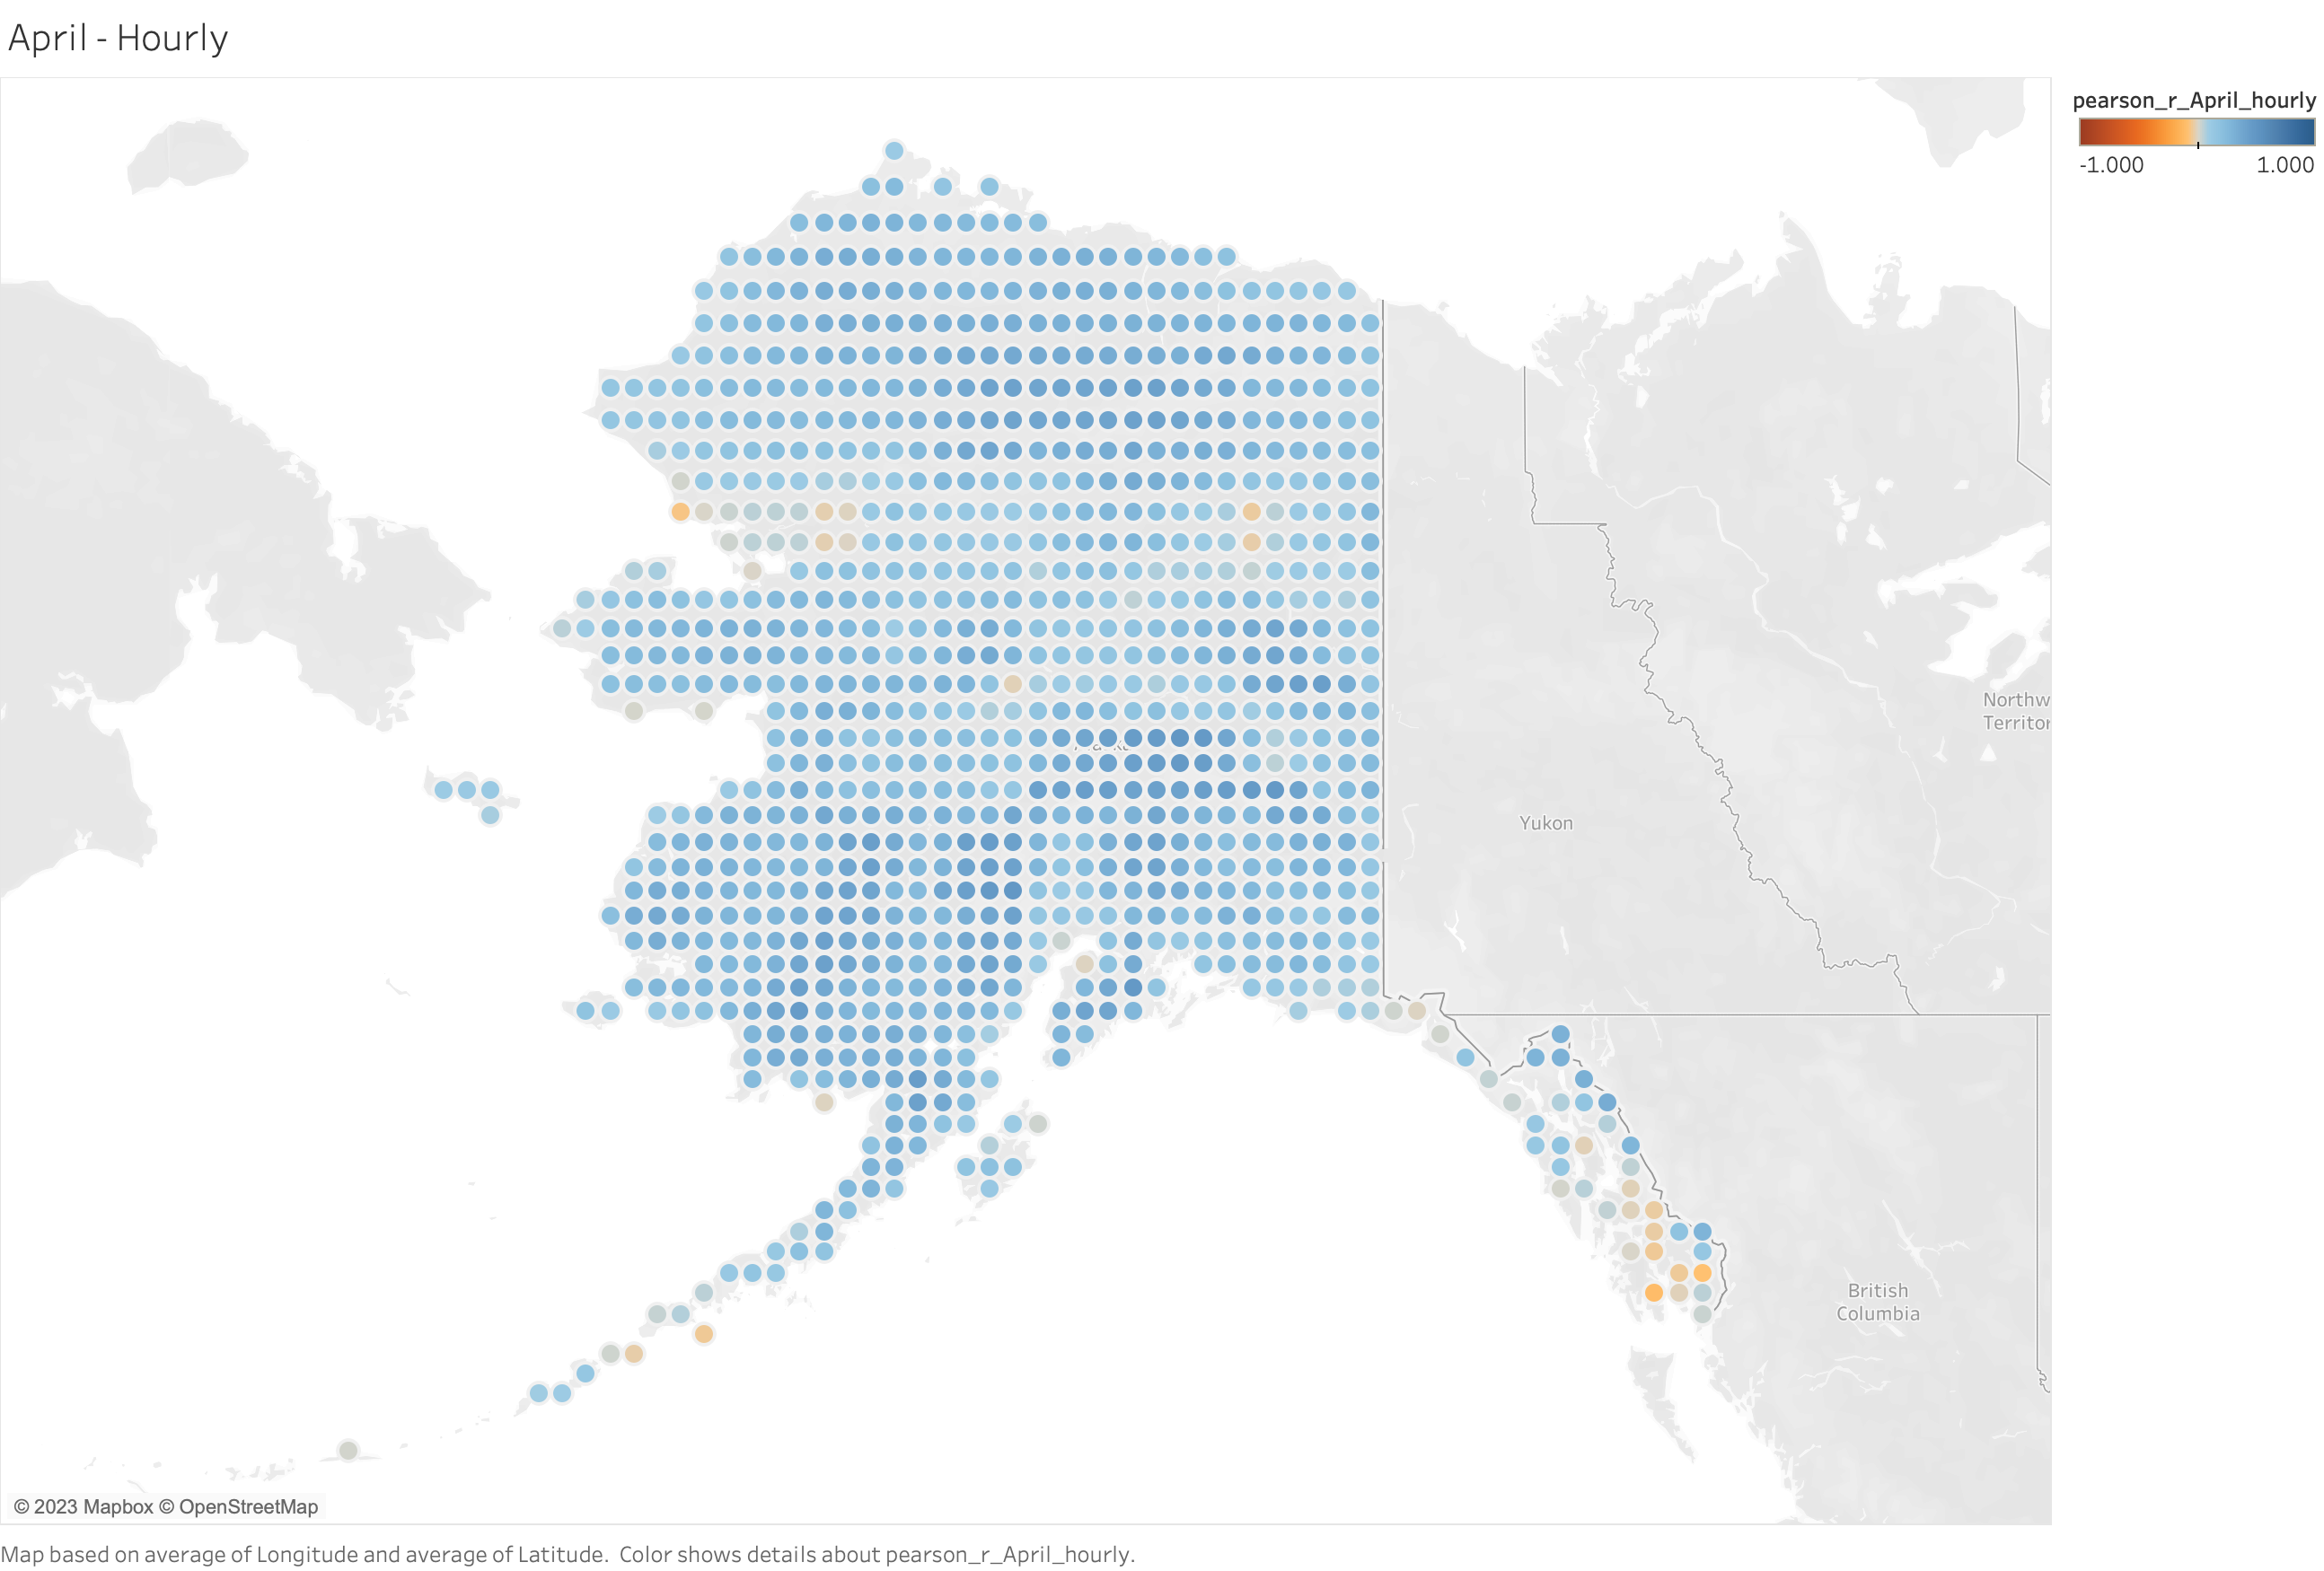 April - Hourly
pearson_r_April_hourly
-1.000
1.000
Northw
Territor
Yukon
British
Columbia
© 2023 Mapbox © OpenStreetMap
Map based on average of Longitude and average of Latitude. Color shows details about pearson_r_April_hourly.